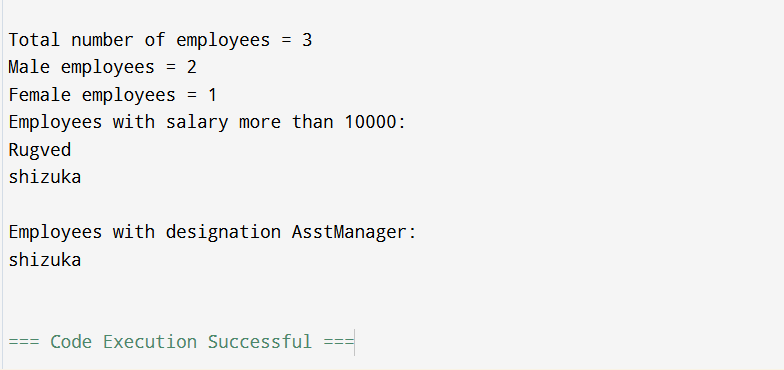 Total number of employees = 3
Male employees = 2
Female employees = 1
Employees with salary more than 10000:
Rugved
shizuka
Employees with designation AsstManager:
shizuka
=== Code Execution Successful ===